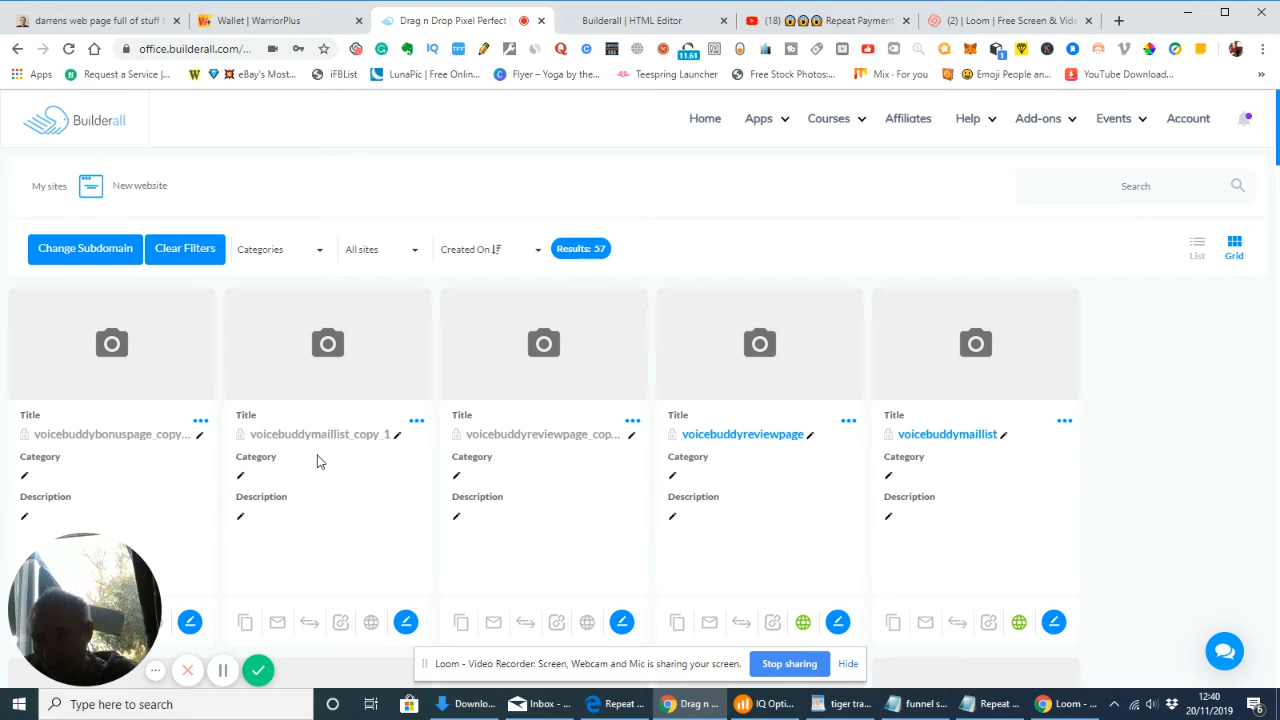 darrens web page full of stuff t
Wallet | WarriorPlus
Drag n Drop Pixel Perfect
Builderall | HTML Editor
(18) 😱😱😱 Repeat Payment
(2) | Loom | Free Screen & Vide
office.builderall.com/...
11.61
Apps
Request a Service |...
eBay's Most...
iFBList
LunaPic | Free Onlin...
Flyer – Yoga by the...
Teespring Launcher
Free Stock Photos:...
Mix · For you
Emoji People an...
YouTube Download...
»
Builderall
Home
Apps
Courses
Affiliates
Help
Add-ons
Events
Account
My sites
New website
Search
Change Subdomain
Clear Filters
Categories
All sites
Created On
Results: 57
List
Grid
Title
voicebuddybonuspage_copy...
Category
Description
Title
voicebuddymaillist_copy_1
Category
Description
Title
voicebuddyreviewpage_cop...
Category
Description
Title
voicebuddyreviewpage
Category
Description
Title
voicebuddymaillist
Category
Description
Loom - Video Recorder: Screen, Webcam and Mic is sharing your screen.
Stop sharing
Hide
Type here to search
Downlo...
Inbox - ...
Repeat ...
Drag n ...
IQ Opti...
tiger tra...
funnel s...
Repeat ...
Loom - ...
12:40
20/11/2019
6